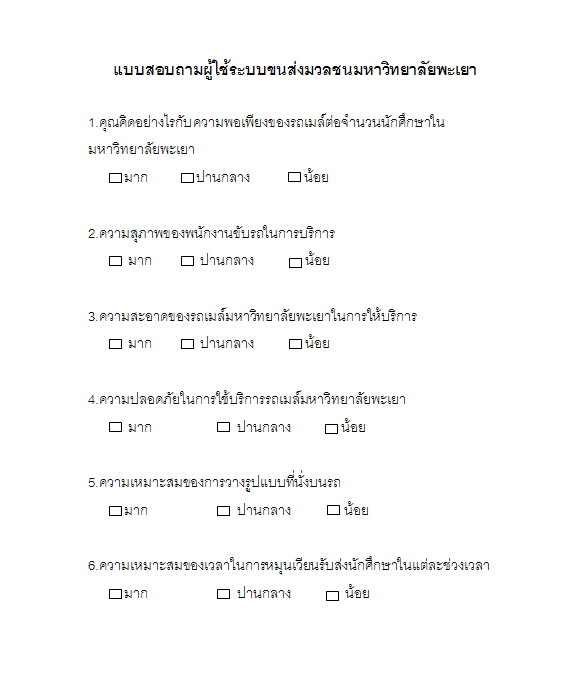 แบบสอบถามผู้ใช้ระบบขนส่งมวลชนมหาวิทยาลัยพะเยา
1.คุณคิดอย่างไรกับความพอเพียงของรถเมล์ต่อจำนวนนักศึกษาใน
มหาวิทยาลัยพะเยา
□มาก □ปานกลาง □น้อย
2.ความสุภาพของพนักงานขับรถในการบริการ
□ มาก □ ปานกลาง □น้อย
3.ความสะอาดของรถเมล์มหาวิทยาลัยพะเยาในการให้บริการ
□ มาก □ ปานกลาง □น้อย
4.ความปลอดภัยในการใช้บริการรถเมล์มหาวิทยาลัยพะเยา
□ มาก □ ปานกลาง □น้อย
5.ความเหมาะสมของการวางรูปแบบที่นั่งบนรถ
□มาก □ ปานกลาง □ น้อย
6.ความเหมาะสมของเวลาในการหมุนเวียนรับส่งนักศึกษาในแต่ละช่วงเวลา
□มาก □ ปานกลาง □ น้อย